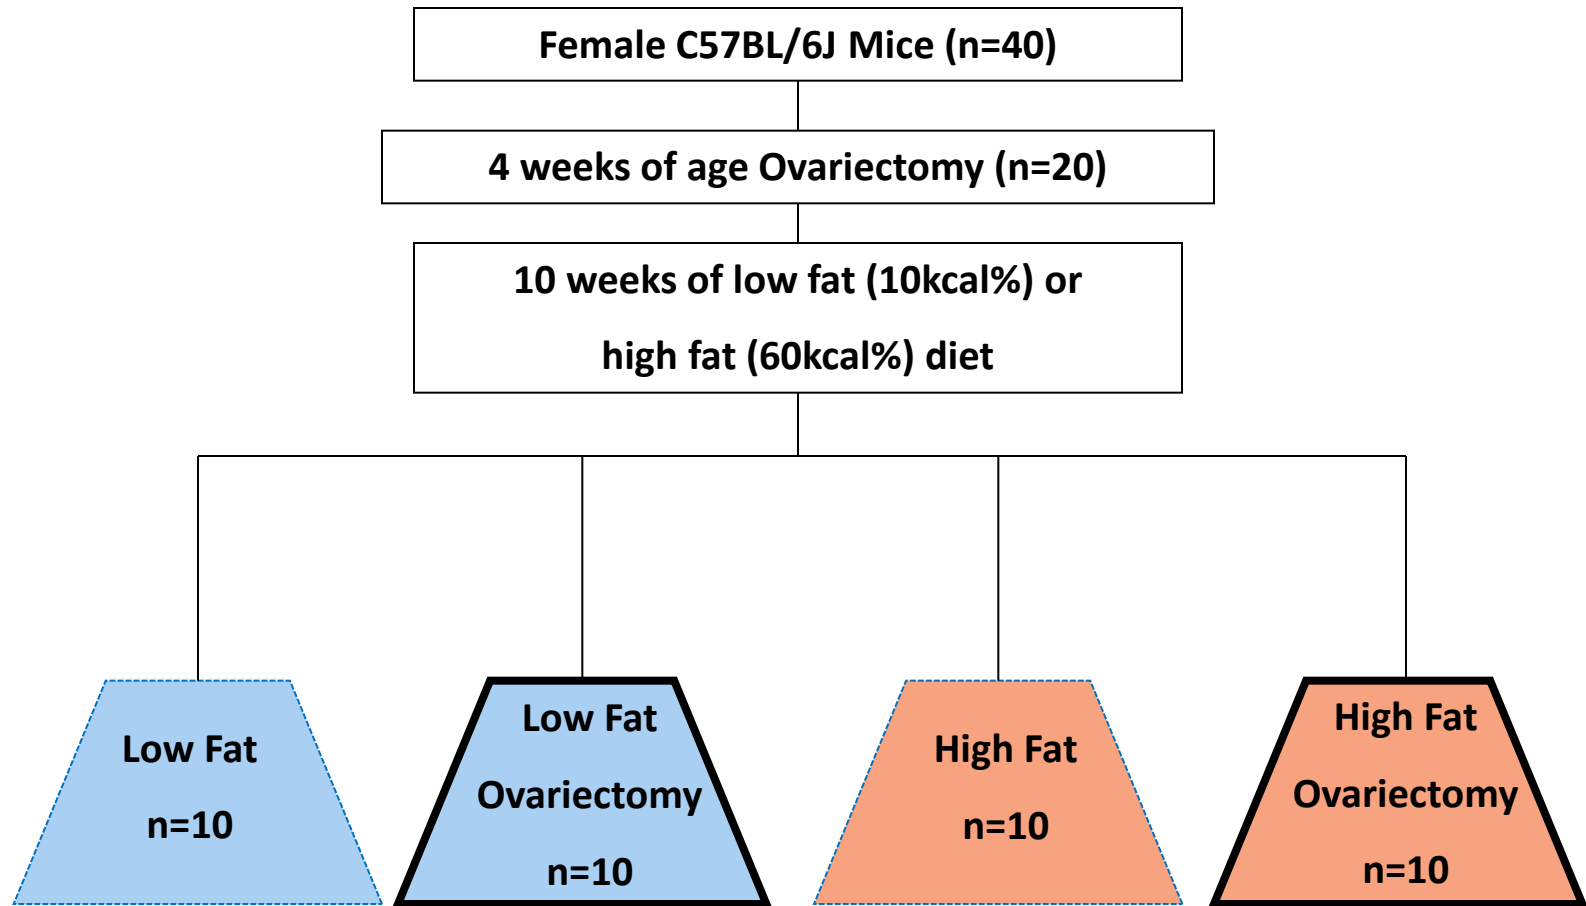 Female C57BL/6J Mice (n=40)
4 weeks of age Ovariectomy (n=20)
10 weeks of low fat (10kcal%) or
high fat (60kcal%) diet
Low Fat
n=10
Low Fat
Ovariectomy
n=10
High Fat
n=10
High Fat
Ovariectomy
n=10